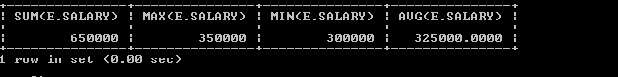 SUM(E.SALARY) | MAX(E.SALARY) | MIN(E.SALARY) | AVG(E.SALARY)
650000 | 350000 | 300000 | 325000.0000
1 row in set (0.00 sec)